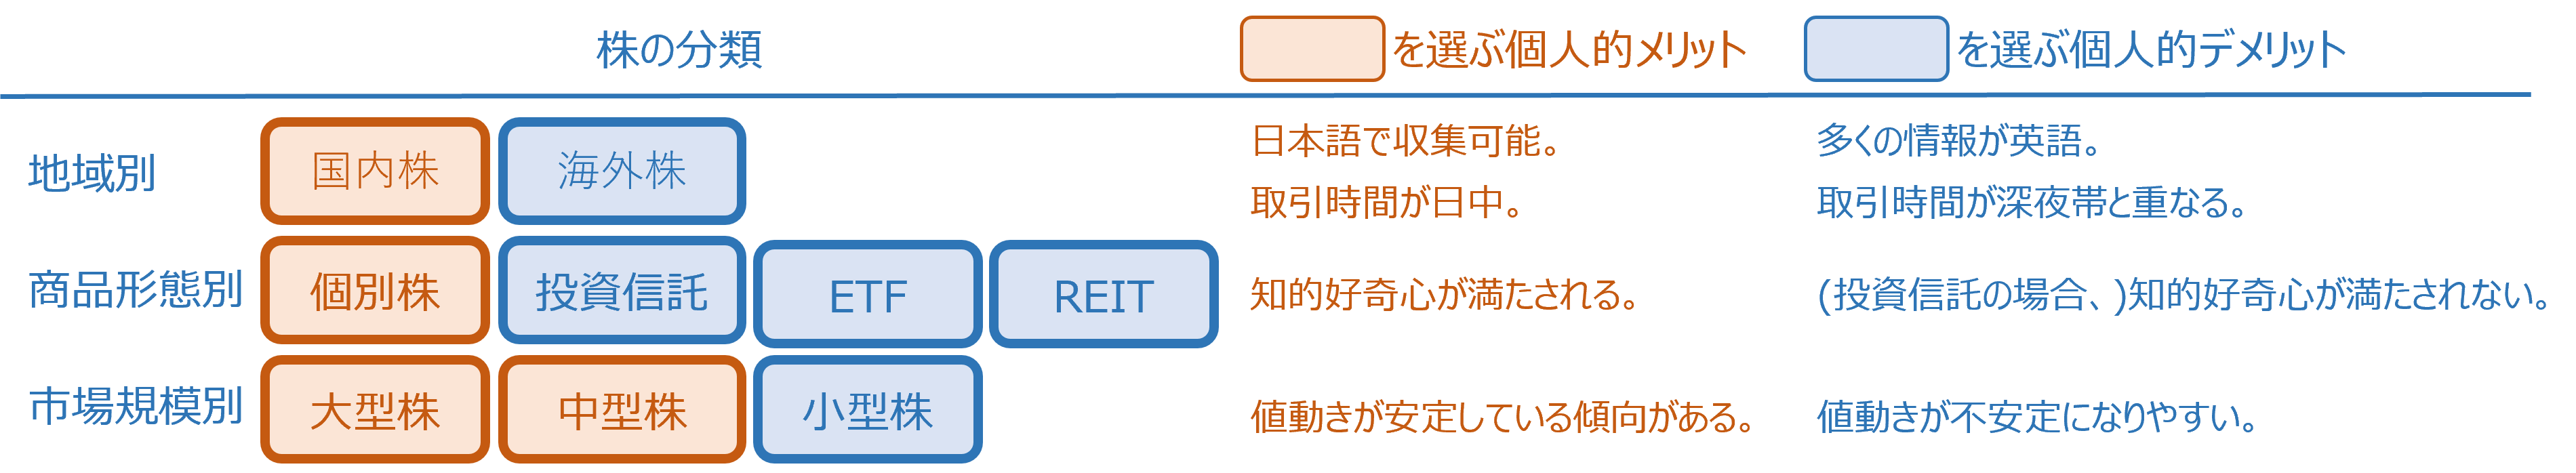 株の分類
を選ぶ個人的メリット
を選ぶ個人的デメリット
地域別
国内株
海外株
日本語で収集可能。
取引時間が日中。
多くの情報が英語。
取引時間が深夜帯と重なる。
商品形態別
個別株
投資信託
ETF
REIT
知的好奇心が満たされる。
(投資信託の場合、)知的好奇心が満たされない。
市場規模別
大型株
中型株
小型株
値動きが安定している傾向がある。
値動きが不安定になりやすい。